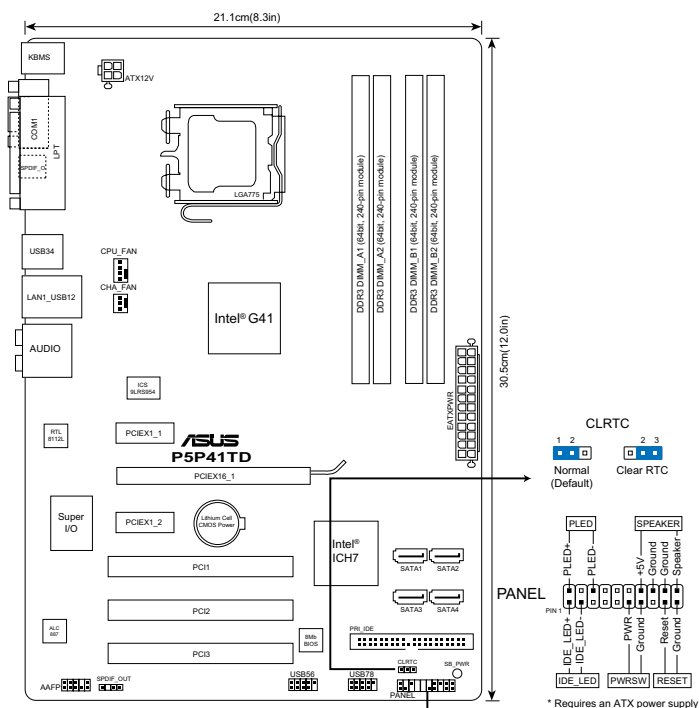 21.1cm(8.3in)
KBMS
ATX12V
COM1
LPT
SPDIF_O
LGA775
DDR3 DIMM_A1 (64bit, 240-pin module)
DDR3 DIMM_A2 (64bit, 240-pin module)
DDR3 DIMM_B1 (64bit, 240-pin module)
DDR3 DIMM_B2 (64bit, 240-pin module)
30.5cm(12.0in)
USB34
CPU_FAN
CHA_FAN
LAN1_USB12
Intel® G41
AUDIO
EATXPWR
ICS
9LRS954
RTL
8112L
PCIEX1_1
ASUS
P5P41TD
PCIEX16_1
Super
I/O
PCIEX1_2
Lithium Cell
CMOS Power
Intel®
ICH7
PCI1
SATA1
SATA2
PCI2
SATA3
SATA4
ALC
887
8Mb
BIOS
PRI_IDE
PCI3
CLRTC
SB_PWR
AAFP
SPDIF_OUT
USB56
USB78
PANEL
CLRTC
1 2
2 3
Normal
(Default)
Clear RTC
PLED
SPEAKER
PLED+
PLED-
+5V
Ground
Ground
Speaker-
PANEL
PIN 1
IDE_LED+
IDE_LED-
PWR
Ground
Reset
Ground
IDE_LED
PWRSW
RESET
* Requires an ATX power supply